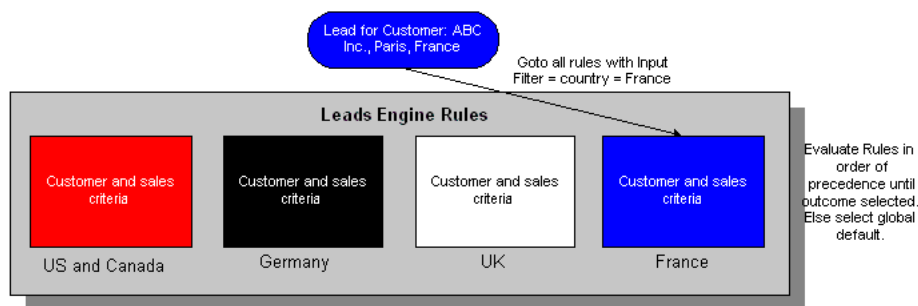 Lead for Customer: ABC
Inc., Paris, France
Goto all rules with Input
Filter = country = France
Leads Engine Rules
Customer and sales
criteria
Customer and sales
criteria
Customer and sales
criteria
Customer and sales
criteria
US and Canada
Germany
UK
France
Evaluate Rules in
order of
precedence until
outcome selected.
Else select global
default.